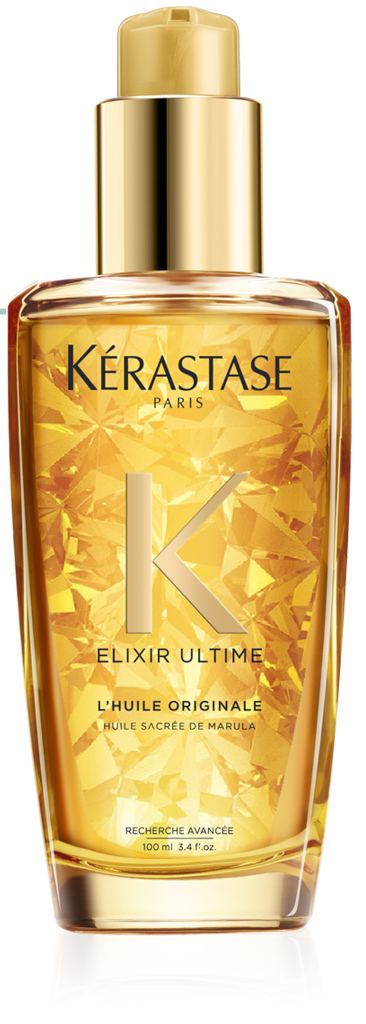 KÉRASTASE
PARIS
K
ELIXIR ULTIME
L'HUILE ORIGINALE
HUILE SACRÉE DE MARULA
RECHERCHE AVANCÉE
100 ml 3.4 fl.oz.